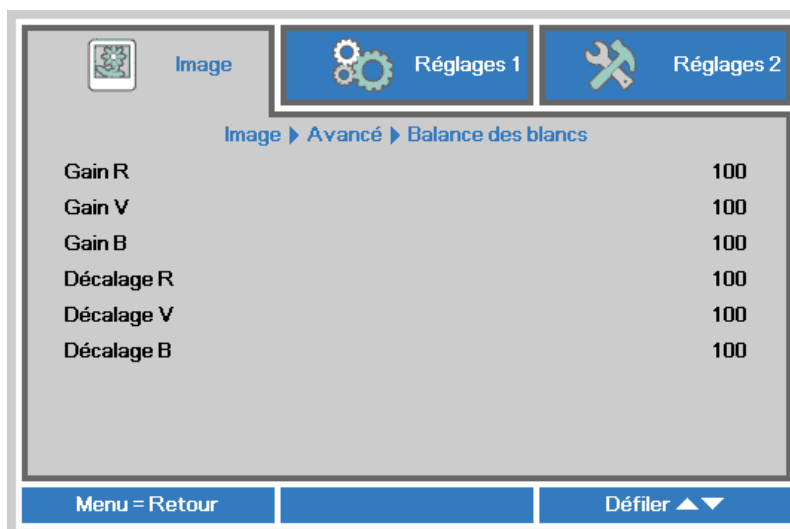 Image
Réglages 1
Réglages 2
Image ▶ Avancé ▶ Balance des blancs
Gain R 100
Gain V 100
Gain B 100
Décalage R 100
Décalage V 100
Décalage B 100
Menu = Retour
Défiler ▲▼